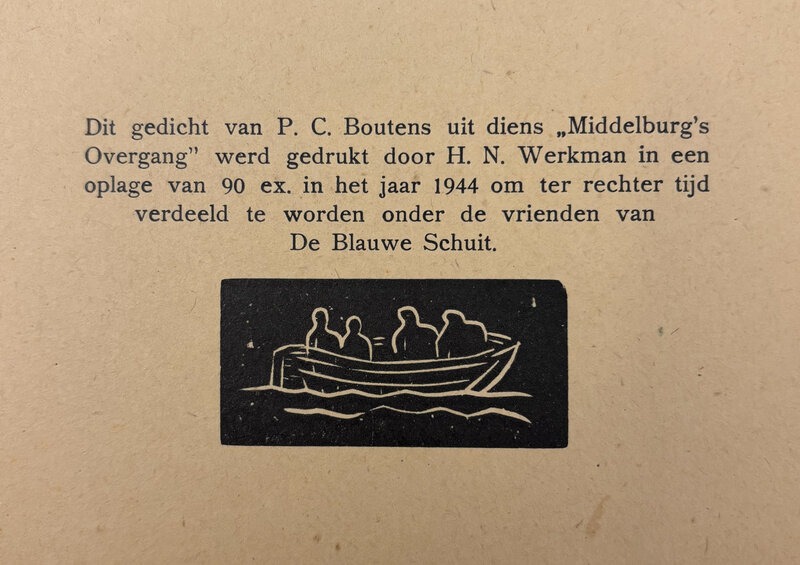 Dit gedicht van P. C. Boutens uit diens „Middelburg's
Overgang” werd gedrukt door H. N. Werkman in een
oplage van 90 ex. in het jaar 1944 om ter rechter tijd
verdeeld te worden onder de vrienden van
De Blauwe Schuit.